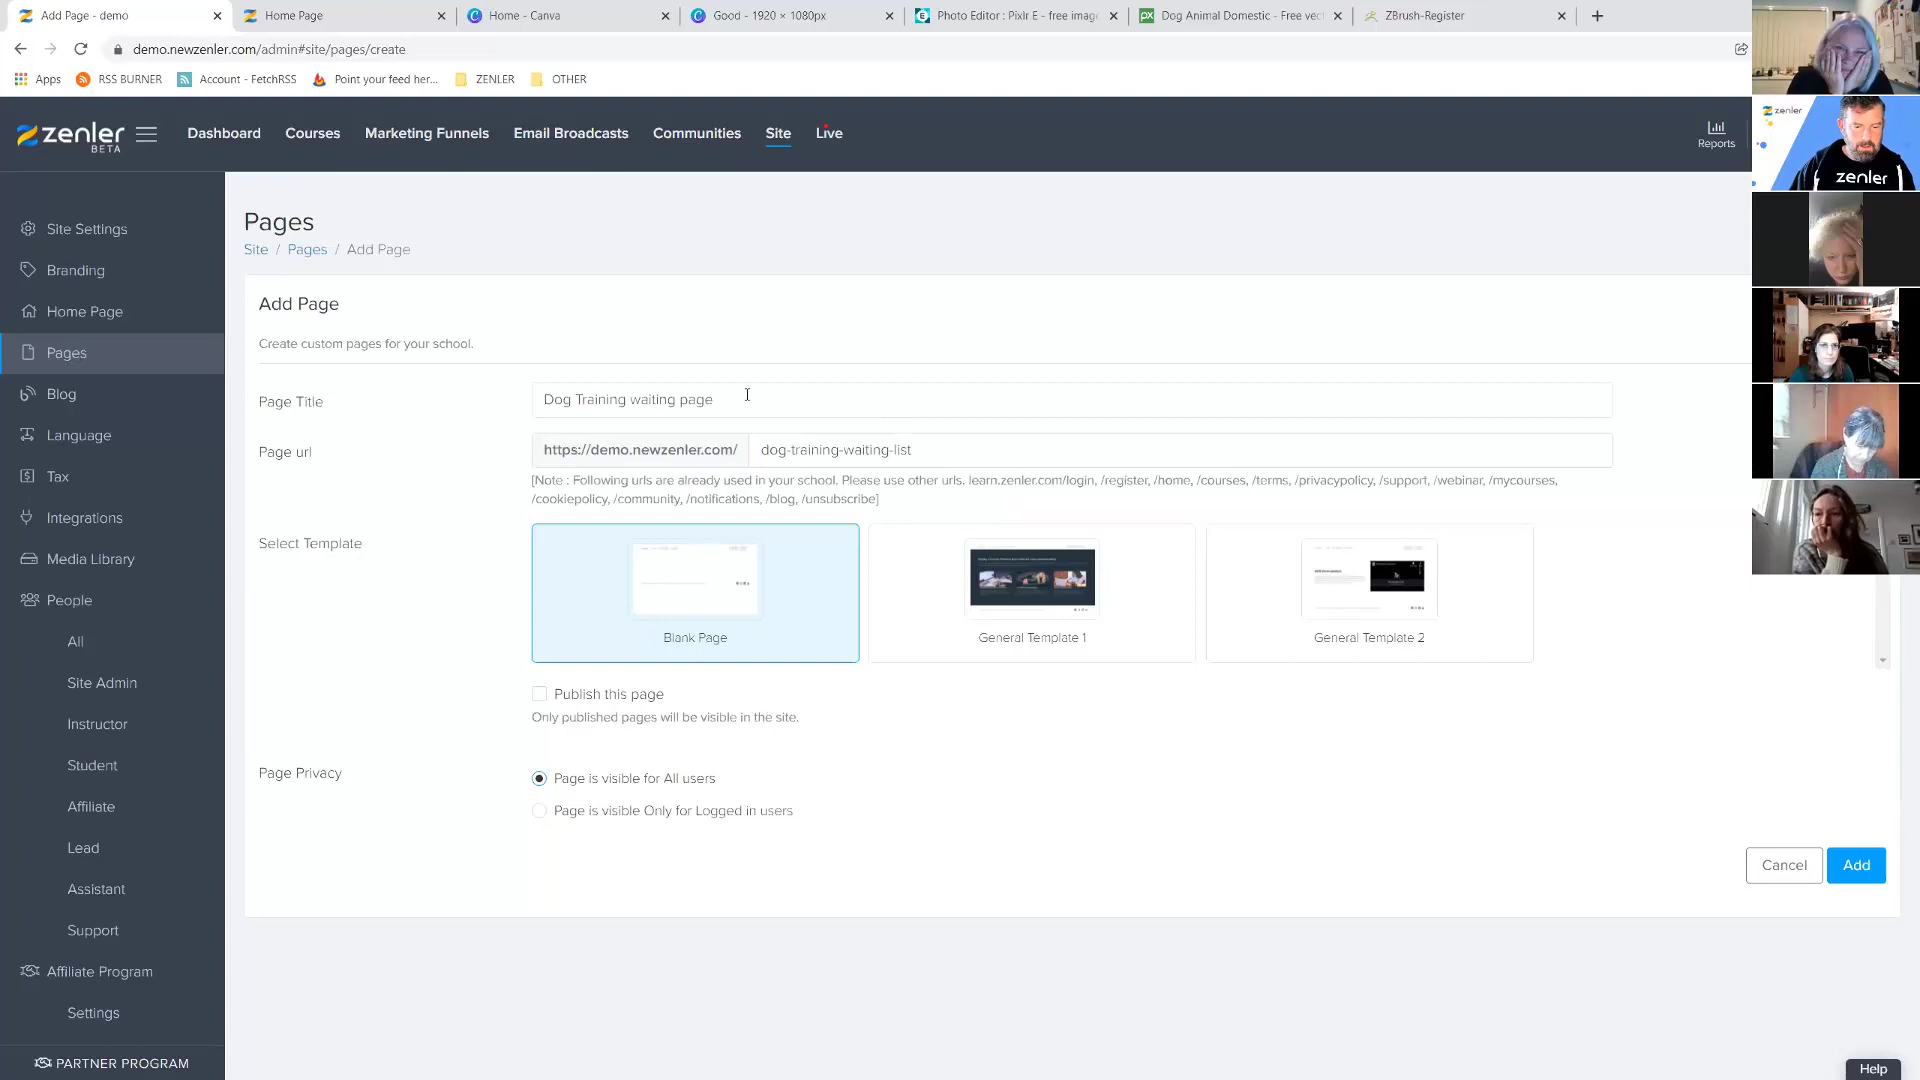 Add Page - demo
Home Page
Home - Canva
Good - 1920 × 1080px
Photo Editor : Pixlr E - free imag
Dog Animal Domestic - Free vect
ZBrush-Register
demo.newzenler.com/admin#site/pages/create
Apps
RSS BURNER
Account - FetchRSS
Point your feed her...
ZENLER
OTHER
zenler
BETA
Dashboard
Courses
Marketing Funnels
Email Broadcasts
Communities
Site
Live
Reports
zenler
zenler
Site Settings
Branding
Home Page
Pages
Blog
Language
Tax
Integrations
Media Library
People
All
Site Admin
Instructor
Student
Affiliate
Lead
Assistant
Support
Affiliate Program
Settings
PARTNER PROGRAM
Pages
Site / Pages / Add Page
Add Page
Create custom pages for your school.
Page Title
Dog Training waiting page
Page url
https://demo.newzenler.com/
dog-training-waiting-list
[Note : Following urls are already used in your school. Please use other urls. learn.zenler.com/login, /register, /home, /courses, /terms, /privacypolicy, /support, /webinar, /mycourses,
/cookiepolicy, /community, /notifications, /blog, /unsubscribe]
Select Template
Blank Page
General Template 1
General Template 2
Publish this page
Only published pages will be visible in the site.
Page Privacy
Page is visible for All users
Page is visible Only for Logged in users
Cancel
Add
Help